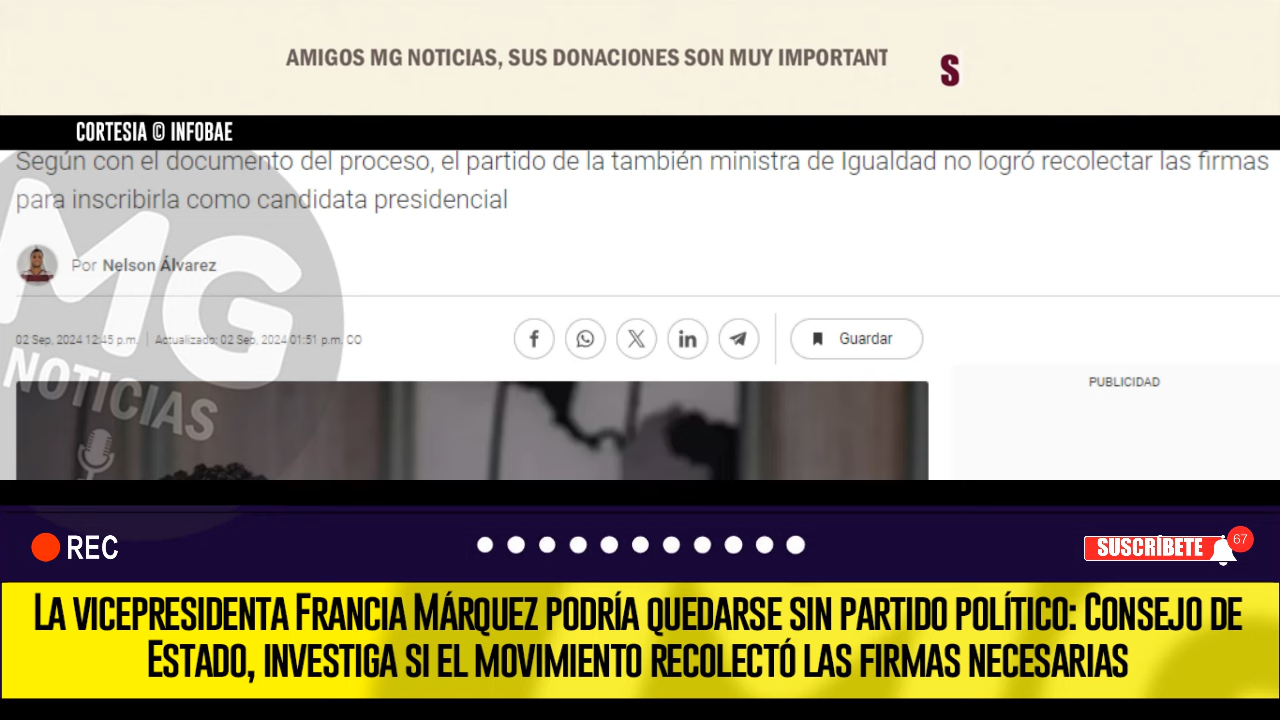 AMIGOS MG NOTICIAS, SUS DONACIONES SON MUY IMPORTANT
S
CORTESIA © INFOBAE
Según con el documento del proceso, el partido de la también ministra de Igualdad no logró recolectar las firmas
para inscribirla como candidata presidencial
MG
NOTICIAS
Por Nelson Álvarez
02 Sep, 2024 12:45 p.m. | Actualizado: 02 Sep, 2024 01:51 p.m. CO
Guardar
PUBLICIDAD
REC
SUSCRÍBETE
67
LA VICEPRESIDENTA FRANCIA MÁRQUEZ PODRÍA QUEDARSE SIN PARTIDO POLÍTICO: CONSEJO DE
ESTADO, INVESTIGA SI EL MOVIMIENTO RECOLECTÓ LAS FIRMAS NECESARIAS